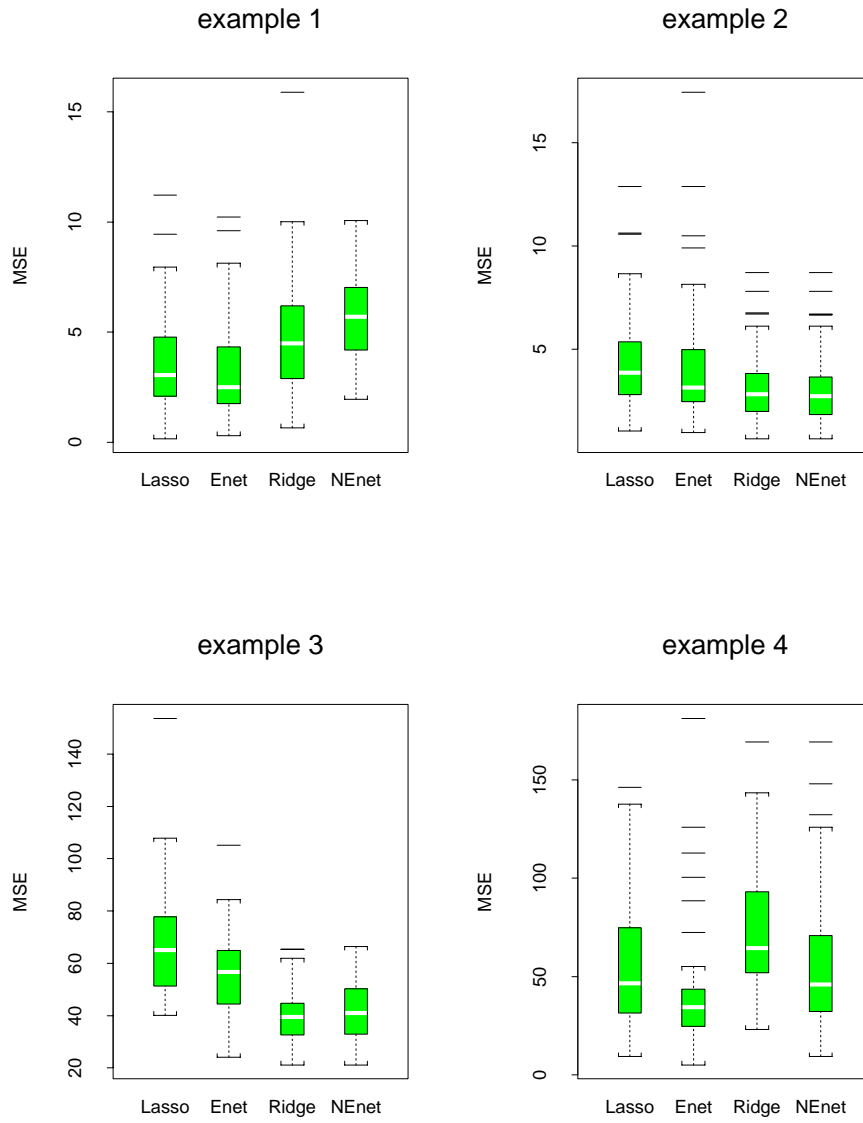 example 1
MSE
15
10
5
0
Lasso Enet Ridge NEnet
example 2
MSE
15
10
5
Lasso Enet Ridge NEnet
example 3
MSE
140
120
100
80
60
40
20
Lasso Enet Ridge NEnet
example 4
MSE
150
100
50
0
Lasso Enet Ridge NEnet